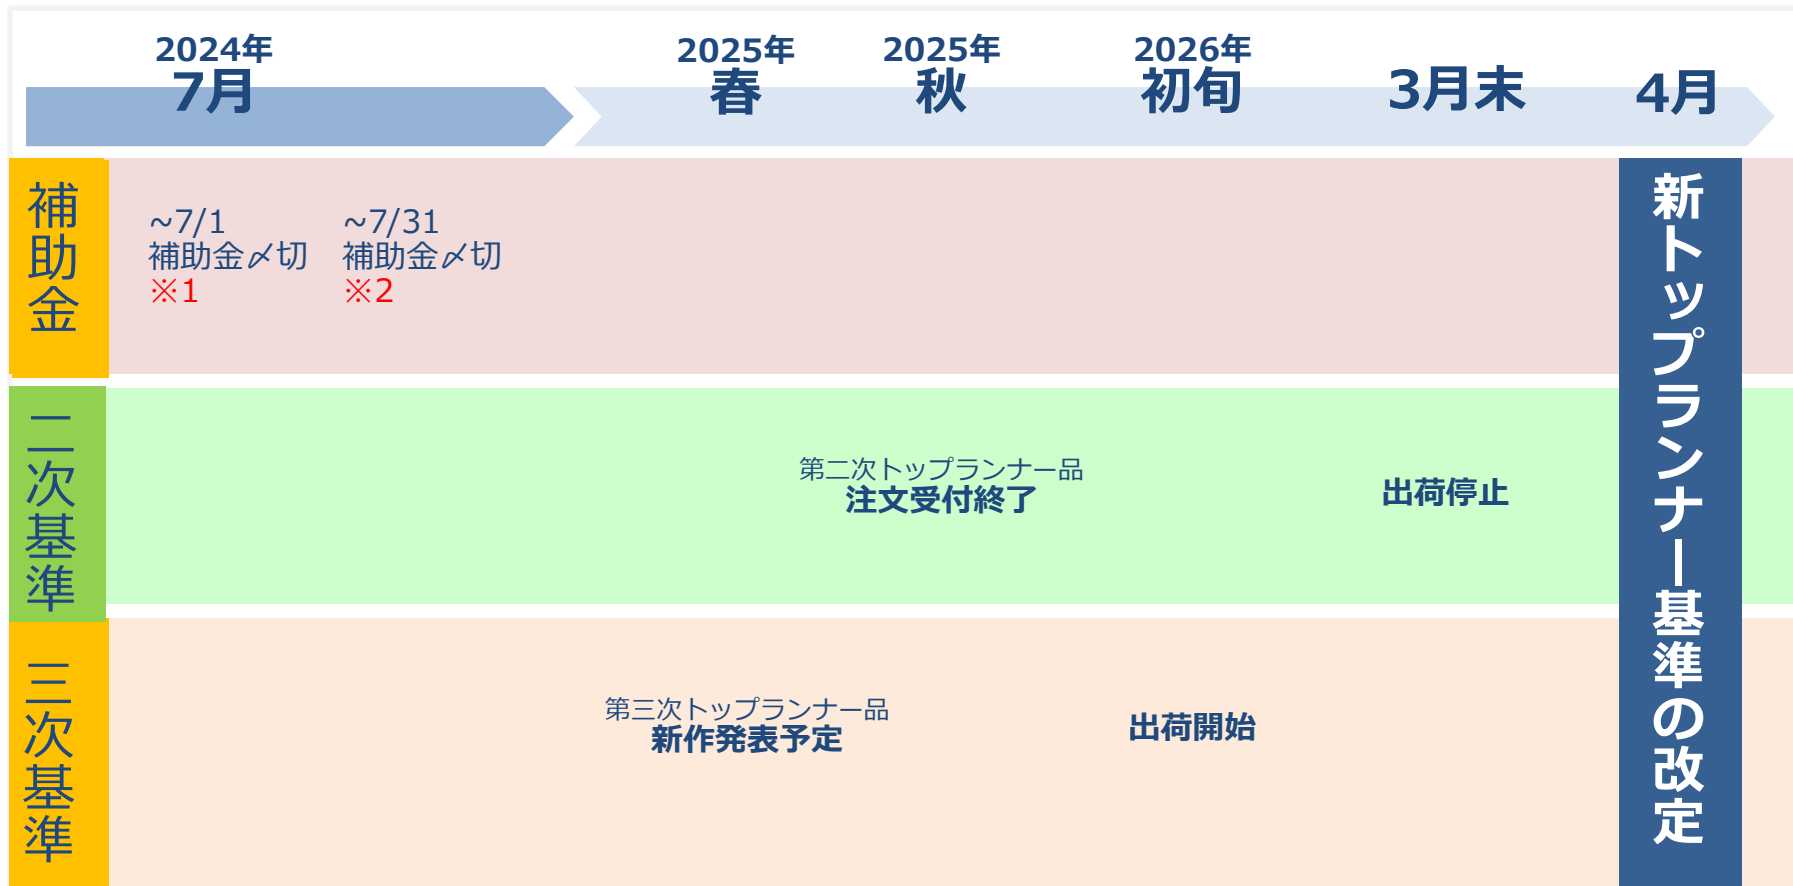 2024年
7月
2025年
春
2025年
秋
2026年
初旬
3月末
4月
補助金
~7/1
補助金〆切
※1
~7/31
補助金〆切
※2
二次基準
第二次トップランナー品
注文受付終了
出荷停止
三次基準
第三次トップランナー品
新作発表予定
出荷開始
新トップランナー基準の改定